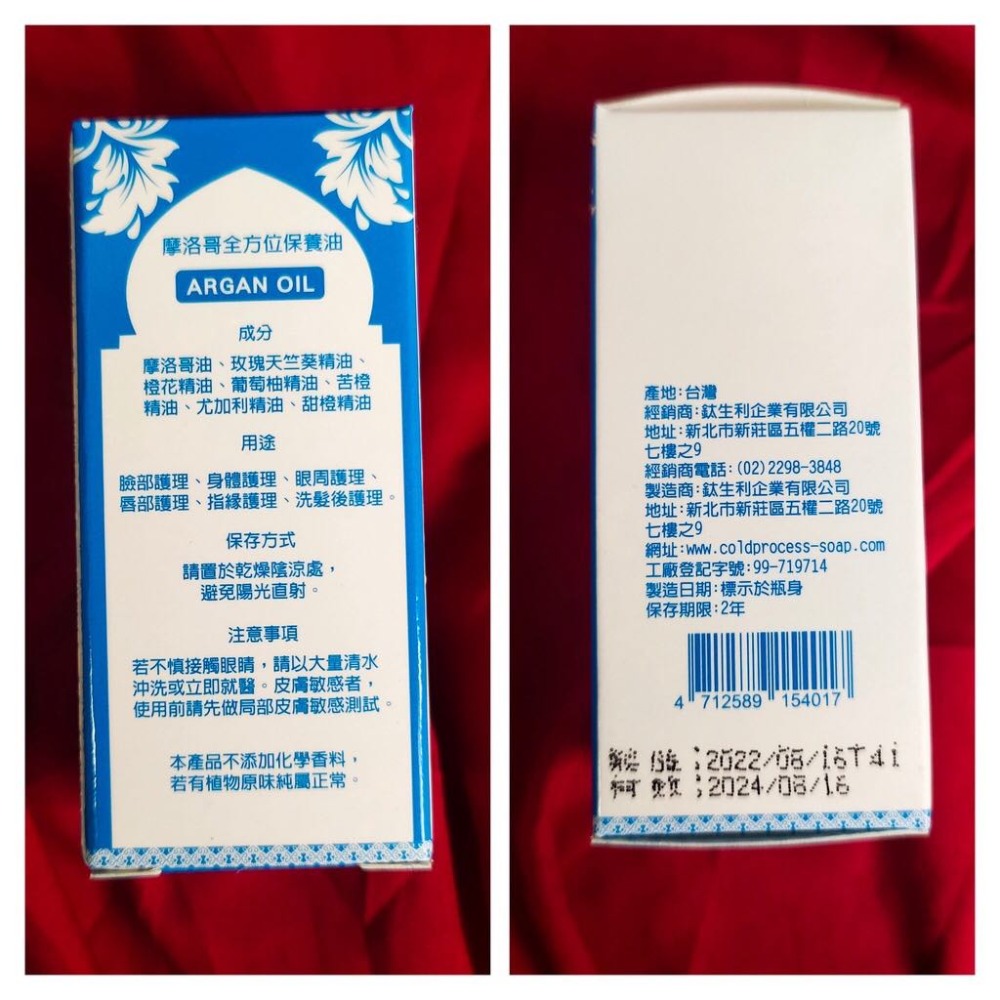 摩洛哥全方位保養油
ARGAN OIL
成分
摩洛哥油、玫瑰天竺葵精油、
橙花精油、葡萄柚精油、苦橙
精油、尤加利精油、甜橙精油
用途
臉部護理、身體護理、眼周護理、
唇部護理、指緣護理、洗髮後護理。
保存方式
請置於乾燥陰涼處，
避免陽光直射。
注意事項
若不慎接觸眼睛，請以大量清水
沖洗或立即就醫。皮膚敏感者，
使用前請先做局部皮膚敏感測試。
本產品不添加化學香料，
若有植物原味純屬正常。
產地:台灣
經銷商:鈦生利企業有限公司
地址:新北市新莊區五權二路20號
七樓之9
經銷商電話:(02)2298-3848
製造商:鈦生利企業有限公司
地址:新北市新莊區五權二路20號
七樓之9
網址:www.coldprocess-soap.com
工廠登記字號:99-719714
製造日期:標示於瓶身
保存期限:2年
4 712589 154017
:2022/08/16T41
:2024/08/16